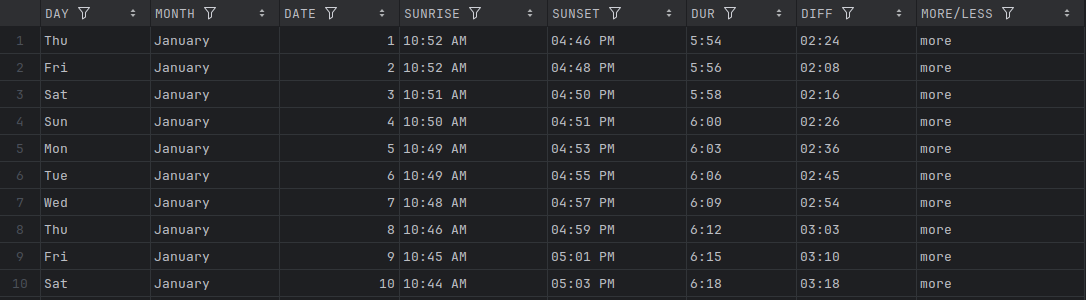 DAY MONTH DATE SUNRISE SUNSET DUR DIFF MORE/LESS
1 Thu January 1 10:52 AM 04:46 PM 5:54 02:24 more
2 Fri January 2 10:52 AM 04:48 PM 5:56 02:08 more
3 Sat January 3 10:51 AM 04:50 PM 5:58 02:16 more
4 Sun January 4 10:50 AM 04:51 PM 6:00 02:26 more
5 Mon January 5 10:49 AM 04:53 PM 6:03 02:36 more
6 Tue January 6 10:49 AM 04:55 PM 6:06 02:45 more
7 Wed January 7 10:48 AM 04:57 PM 6:09 02:54 more
8 Thu January 8 10:46 AM 04:59 PM 6:12 03:03 more
9 Fri January 9 10:45 AM 05:01 PM 6:15 03:10 more
10 Sat January 10 10:44 AM 05:03 PM 6:18 03:18 more